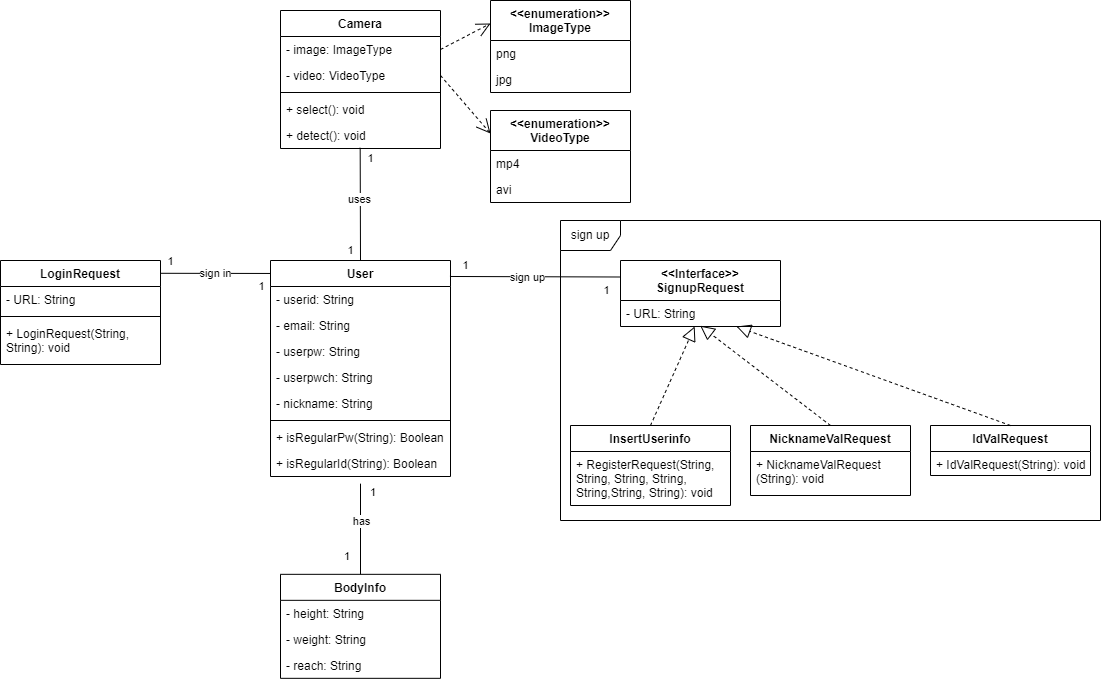 Camera
- image: ImageType
- video: VideoType
+ select(): void
+ detect(): void
<<enumeration>>
ImageType
png
jpg
<<enumeration>>
VideoType
mp4
avi
1
uses
1
LoginRequest
- URL: String
+ LoginRequest(String,
String): void
1
sign in
1
User
- userid: String
- email: String
- userpw: String
- userpwch: String
- nickname: String
+ isRegularPw(String): Boolean
+ isRegularId(String): Boolean
1
sign up
1
sign up
<<Interface>>
SignupRequest
- URL: String
InsertUserinfo
+ RegisterRequest(String,
String, String, String,
String,String, String): void
NicknameValRequest
+ NicknameValRequest
(String): void
IdValRequest
+ IdValRequest(String): void
1
has
1
BodyInfo
- height: String
- weight: String
- reach: String